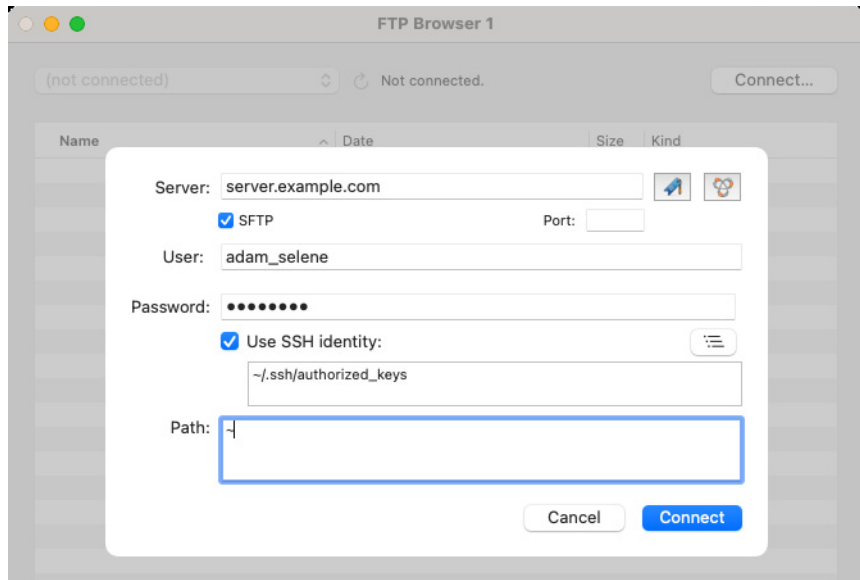 FTP Browser 1
(not connected)
Not connected.
Connect...
Name
Date
Size
Kind
Server: server.example.com
SFTP
Port:
User: adam_selene
Password: ••••••••
Use SSH identity:
~/.ssh/authorized_keys
Path: ~
Cancel
Connect